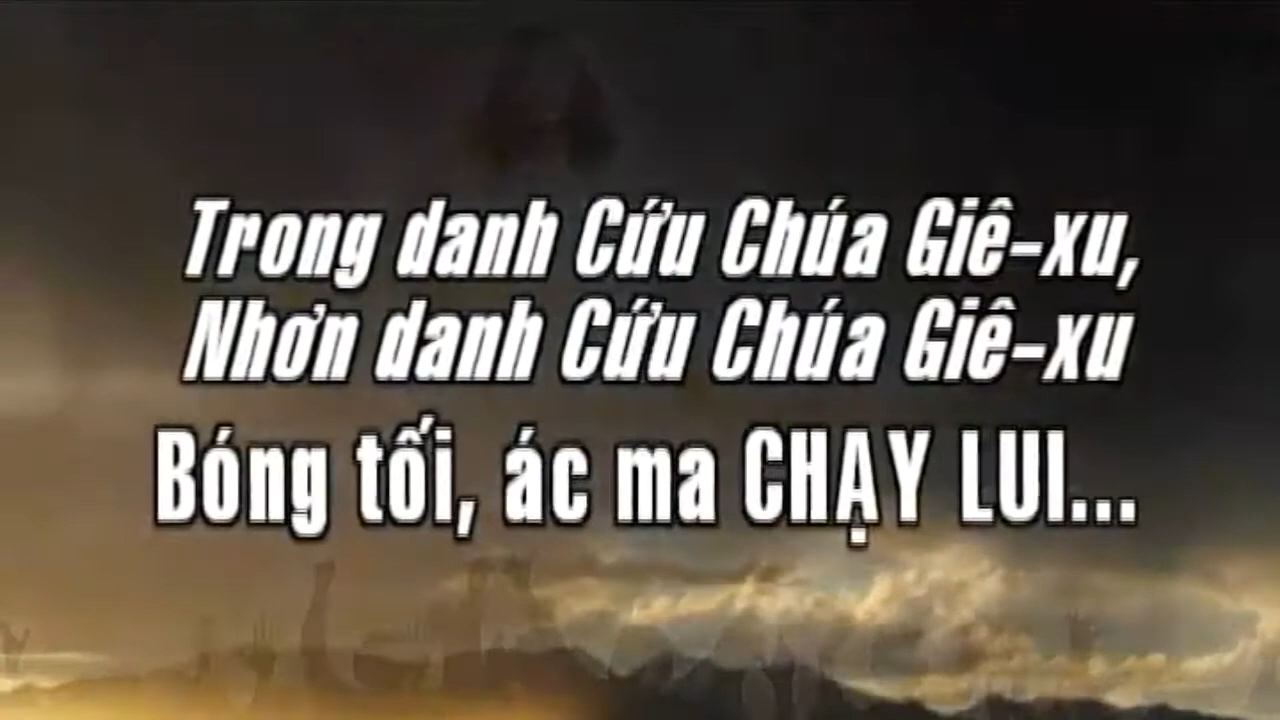 Trong danh Cứu Chúa Giê-xu,
Nhơn danh Cứu Chúa Giê-xu
Bóng tối, ác ma CHẠY LUI...